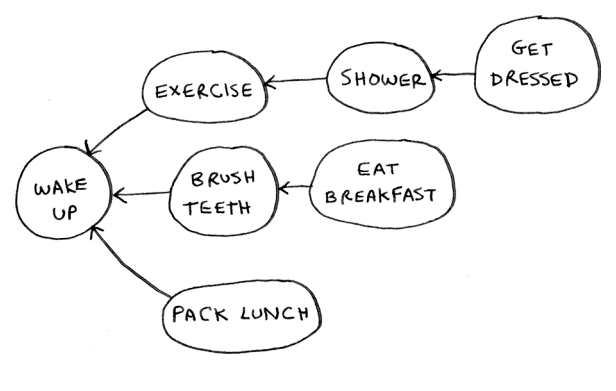 GET
DRESSED
SHOWER
EXERCISE
WAKE
UP
BRUSH
TEETH
EAT
BREAKFAST
PACK LUNCH